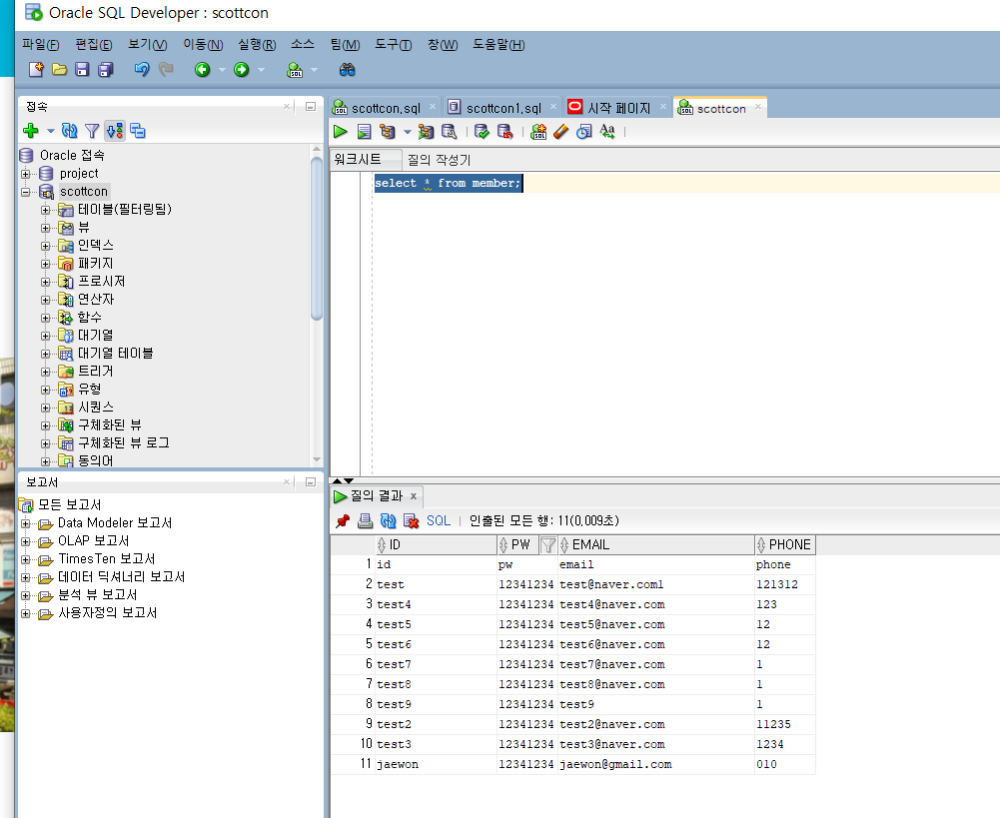 Oracle SQL Developer : scottcon
파일(F) 편집(E) 보기(V) 이동(N) 실행(R) 소스 팀(M) 도구(T) 창(W) 도움말(H)
접속
Oracle 접속
project
scottcon
테이블(필터링됨)
뷰
인덱스
패키지
프로시저
연산자
함수
대기열
대기열 테이블
트리거
유형
시퀀스
구체화된 뷰
구체화된 뷰 로그
동의어
보고서
모든 보고서
Data Modeler 보고서
OLAP 보고서
TimesTen 보고서
데이터 딕셔너리 보고서
분석 뷰 보고서
사용자정의 보고서
scottcon.sql scottcon1.sql 시작 페이지 scottcon
워크시트 질의 작성기
select * from member;
질의 결과
SQL | 인출된 모든 행: 11(0,009초)
ID PW EMAIL PHONE
1 id pw email phone
2 test 12341234 test@naver.com1 121312
3 test4 12341234 test4@naver.com 123
4 test5 12341234 test5@naver.com 12
5 test6 12341234 test6@naver.com 12
6 test7 12341234 test7@naver.com 1
7 test8 12341234 test8@naver.com 1
8 test9 12341234 test9 1
9 test2 12341234 test2@naver.com 11235
10 test3 12341234 test3@naver.com 1234
11 jaewon 12341234 jaewon@gmail.com 010